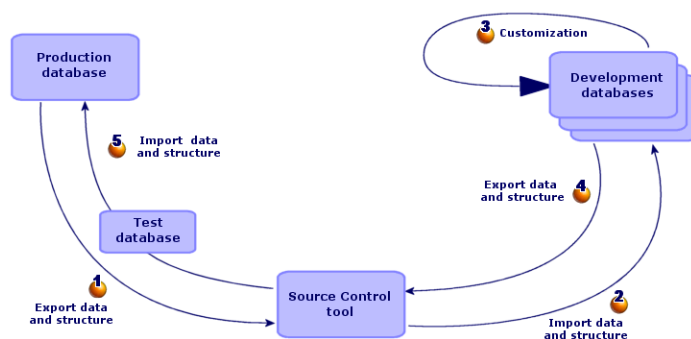 Production
database
3
Customization
Development
databases
5
Import data
and structure
Export data
and structure
4
Test
database
1
Export data
and structure
Source Control
tool
2
Import data
and structure